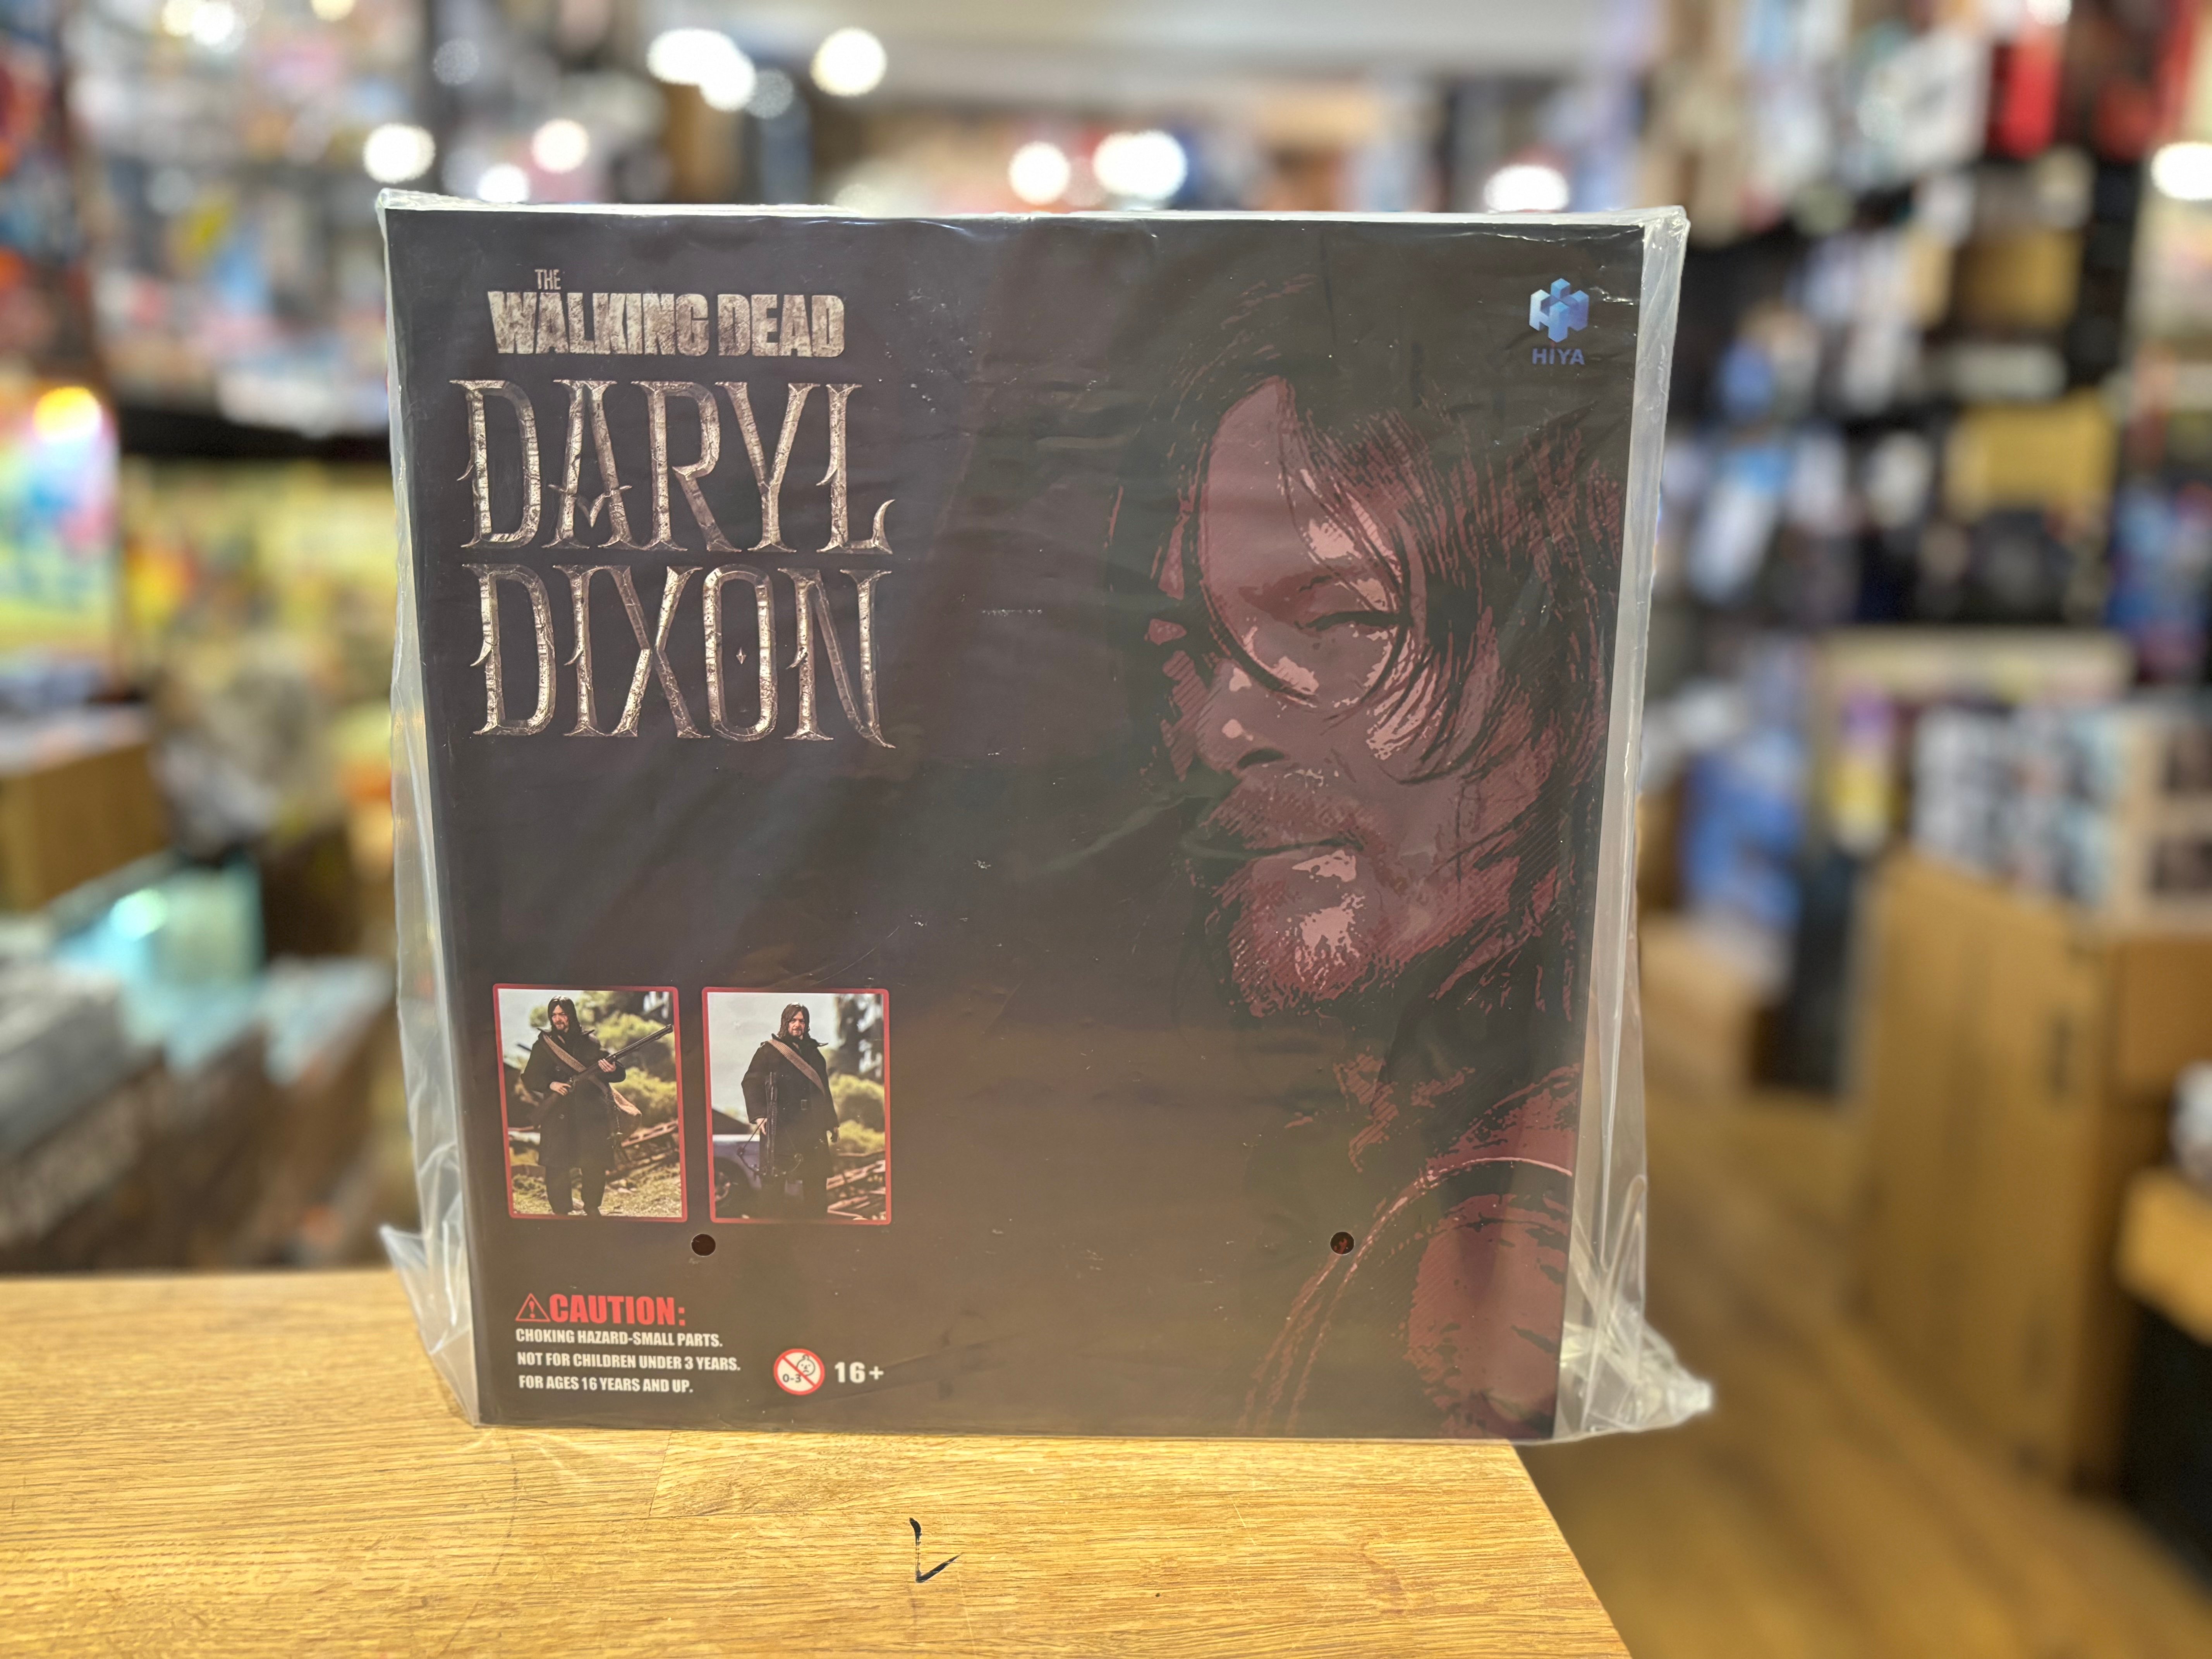 THE
WALKING DEAD
DARYL
DIXON
HIYA
CAUTION:
CHOKING HAZARD-SMALL PARTS.
NOT FOR CHILDREN UNDER 3 YEARS.
FOR AGES 16 YEARS AND UP.
0-3
16+